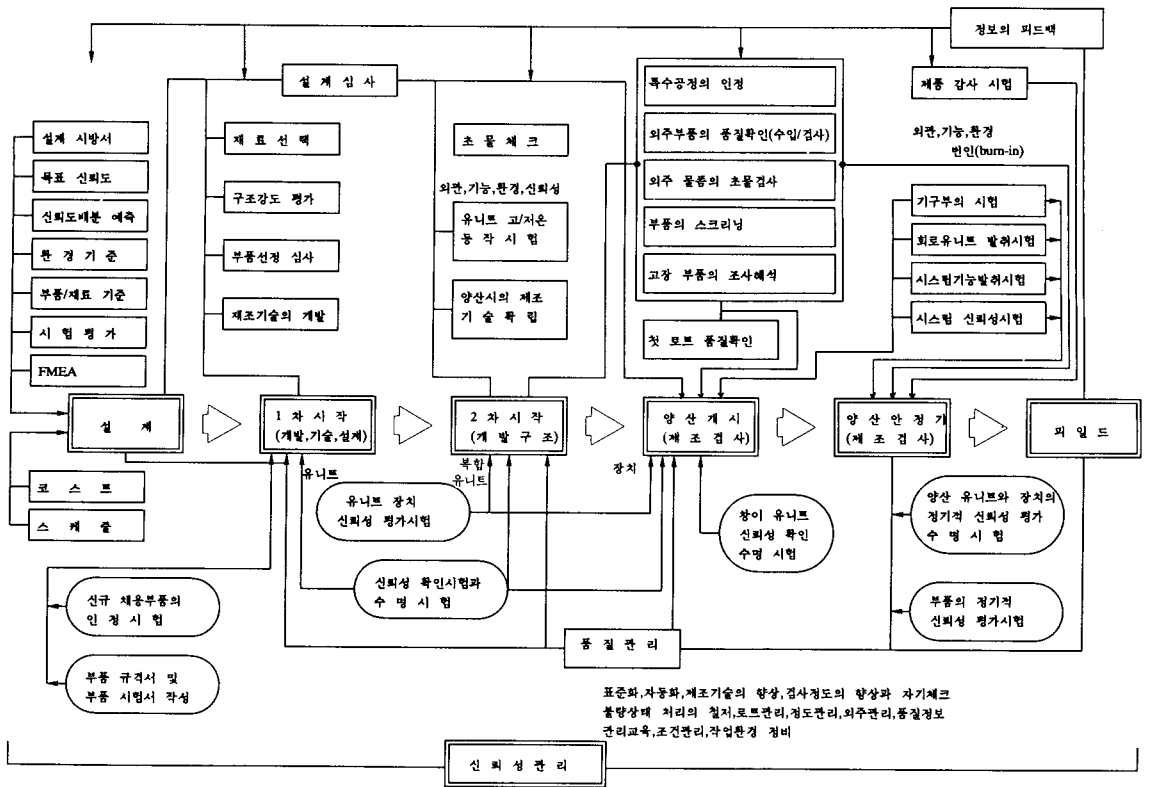 정보의 피드백
설계심사
제품 감사 시험
설계 시방서
목표 신뢰도
신뢰도배분 예측
환경기준
부품/재료 기준
시험평가
FMEA
재료선택
구조강도 평가
부품선정 심사
재조기술의 개발
초물체크
외관,기능,환경,신뢰성
유니트 고/저온
동작시험
양산시의 제조
기술확립
특수공정의 인정
외주부품의 품질확인(수입/검사)
외주 물품의 초물검사
부품의 스크리닝
고장 부품의 조사해석
첫 로트 품질확인
외관,기능,환경
번인(burn-in)
기구부의 시험
회로유니트 발취시험
시스템기능발취시험
시스템 신뢰성시험
설계
1차시작
(개발,기술,설계)
2차시작
(개발구조)
양산개시
(제조검사)
양산안정기
(제조검사)
피일드
유니트
복합
유니트
장치
코스트
스케줄
유니트 장치
신뢰성 평가시험
창이 유니트
신뢰성 확인
수명 시험
양산 유니트와 장치의
정기적 신뢰성 평가
수명시험
신뢰성 확인시험과
수명시험
신규 채용부품의
인정시험
부품의 정기적
신뢰성 평가시험
품질관리
부품 규격서 및
부품 시험서 작성
표준화,자동화,제조기술의 향상,검사정도의 향상과 자기체크
불량상태 처리의 철저,로트관리,정도관리,외주관리,품질정보
관리교육,조건관리,작업환경 정비
신뢰성관리